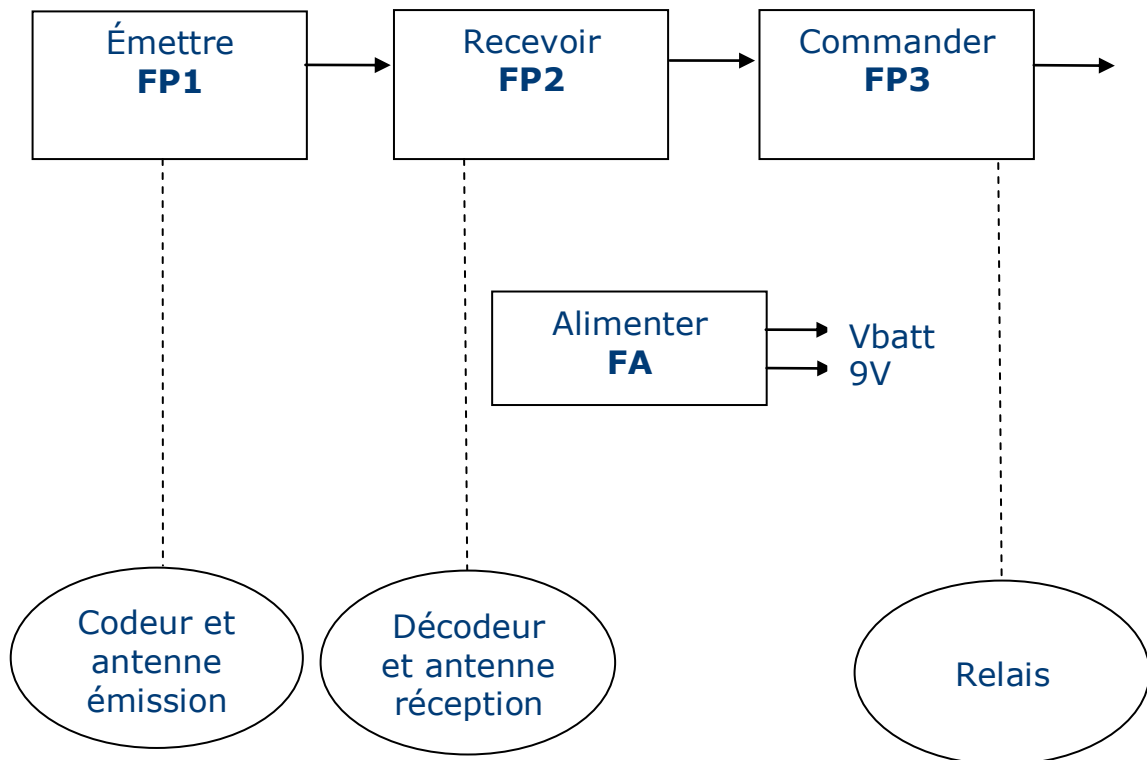 Émettre
FP1
Recevoir
FP2
Commander
FP3
Alimenter
FA
Vbatt
9V
Codeur et
antenne
émission
Décodeur
et antenne
réception
Relais